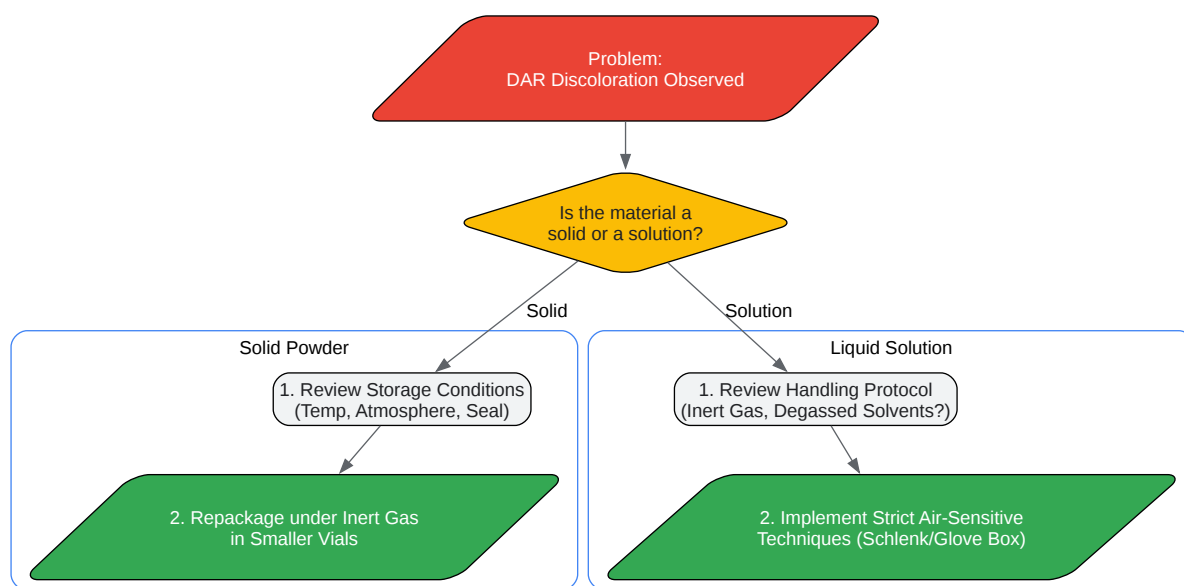 Problem:
DAR Discoloration Observed
Is the material a
solid or a solution?
Solid
Solution
Solid Powder
1. Review Storage Conditions
(Temp, Atmosphere, Seal)
2. Repackage under Inert Gas
in Smaller Vials
Liquid Solution
1. Review Handling Protocol
(Inert Gas, Degassed Solvents?)
2. Implement Strict Air-Sensitive
Techniques (Schlenk/Glove Box)